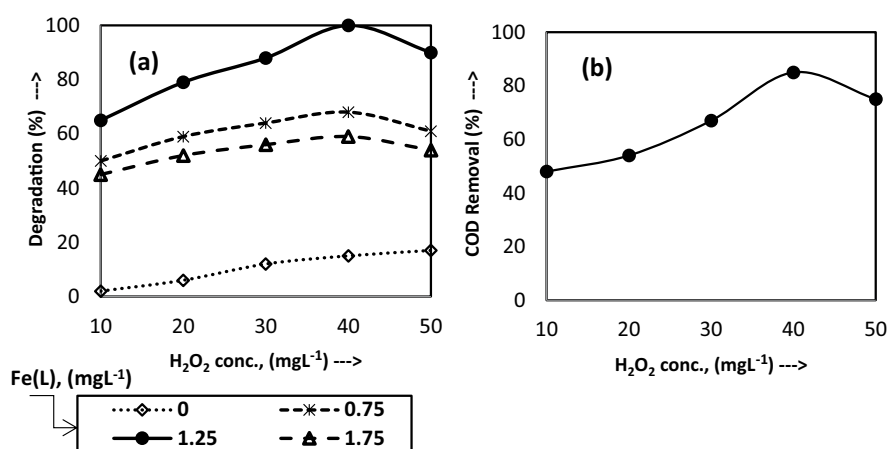 (a)
Degradation (%) --->
100
80
60
40
20
0
10 20 30 40 50
H₂O₂ conc., (mgL⁻¹) --->
(b)
COD Removal (%) --->
100
80
60
40
20
0
10 20 30 40 50
H₂O₂ conc., (mgL⁻¹) --->
Fe(L), (mgL⁻¹)
0 0.75
1.25 1.75